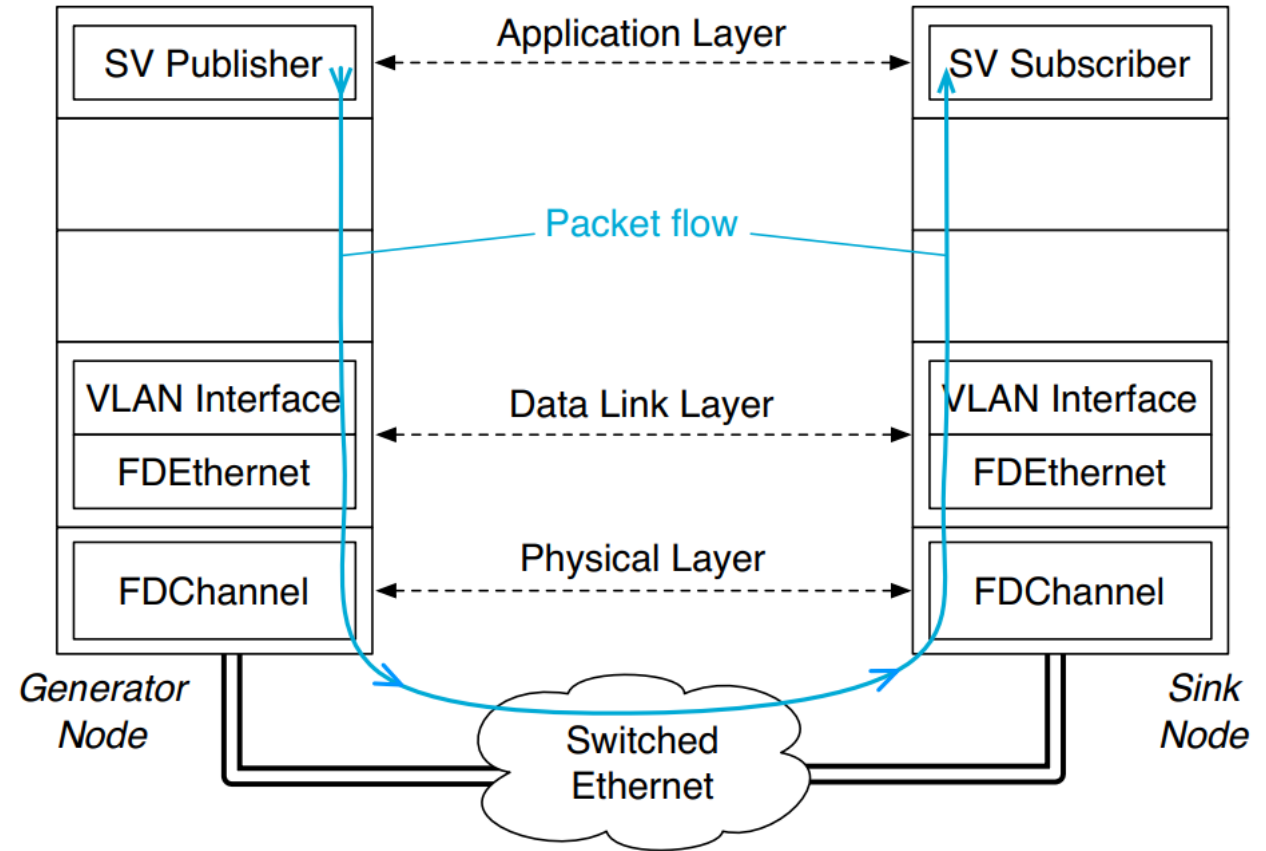 SV Publisher
Application Layer
SV Subscriber
Packet flow
VLAN Interface
Data Link Layer
VLAN Interface
FDEthernet
FDEthernet
Physical Layer
FDChannel
FDChannel
Generator
Node
Switched
Ethernet
Sink
Node